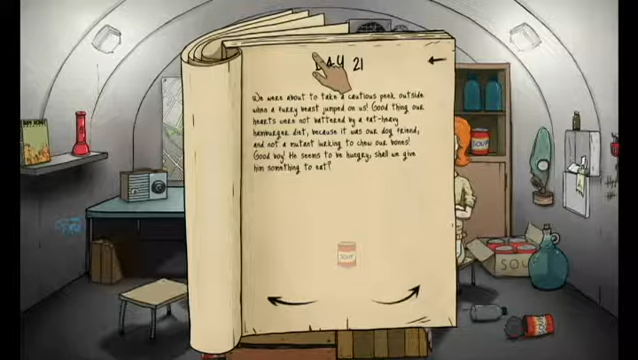 DAY 21
We were about to take a cautious peek outside
when a furry beast jumped on us! Good thing our
hearts were not battered by a fat-heavy
hamburger diet, because it was our dog friend,
and not a mutant lurking to chew our bones!
Good boy! He seems to be hungry, shall we give
him something to eat?
SOUP
SOUP
SOU